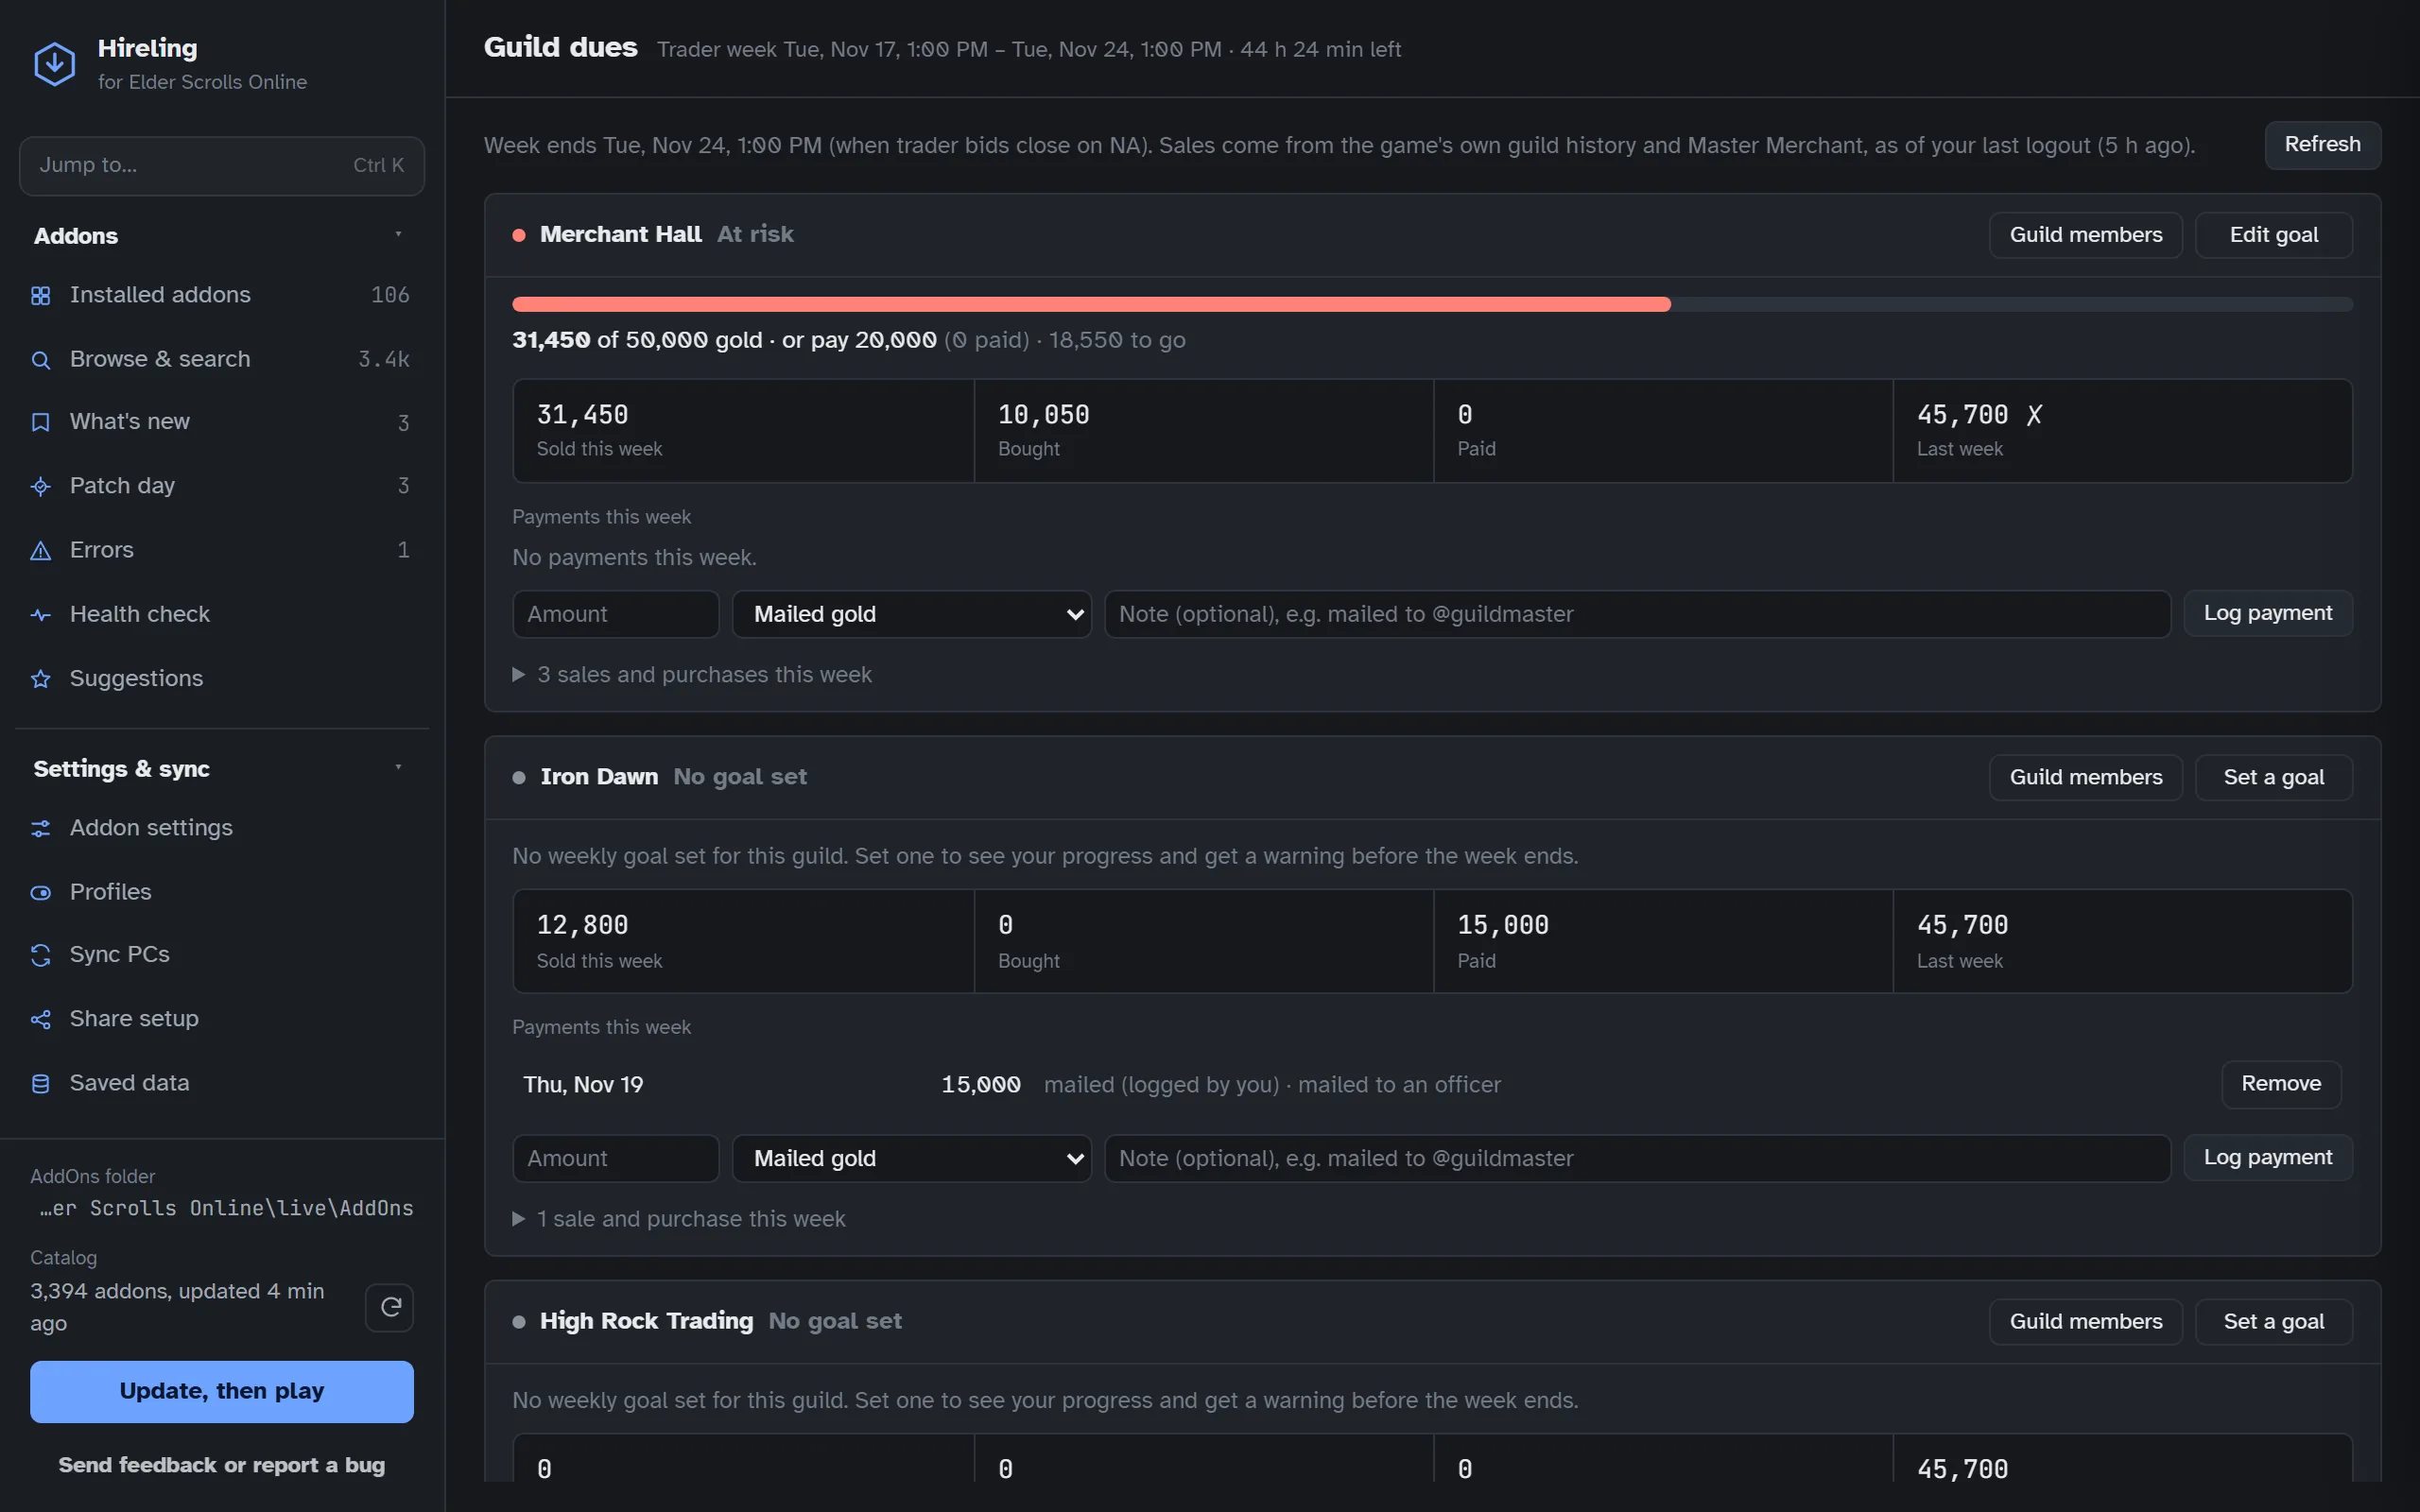 Hireling
for Elder Scrolls Online
Jump to... Ctrl K
Addons
Installed addons 106
Browse & search 3.4k
What's new 3
Patch day 3
Errors 1
Health check
Suggestions
Settings & sync
Addon settings
Profiles
Sync PCs
Share setup
Saved data
AddOns folder
…er Scrolls Online\live\AddOns
Catalog
3,394 addons, updated 4 min
ago
Update, then play
Send feedback or report a bug
Guild dues Trader week Tue, Nov 17, 1:00 PM – Tue, Nov 24, 1:00 PM · 44 h 24 min left
Week ends Tue, Nov 24, 1:00 PM (when trader bids close on NA). Sales come from the game's own guild history and Master Merchant, as of your last logout (5 h ago). Refresh
Merchant Hall At risk Guild members Edit goal
31,450 of 50,000 gold · or pay 20,000 (0 paid) · 18,550 to go
31,450 10,050 0 45,700 ✗
Sold this week Bought Paid Last week
Payments this week
No payments this week.
Amount Mailed gold Note (optional), e.g. mailed to @guildmaster Log payment
▶ 3 sales and purchases this week
Iron Dawn No goal set Guild members Set a goal
No weekly goal set for this guild. Set one to see your progress and get a warning before the week ends.
12,800 0 15,000 45,700
Sold this week Bought Paid Last week
Payments this week
Thu, Nov 19 15,000 mailed (logged by you) · mailed to an officer Remove
Amount Mailed gold Note (optional), e.g. mailed to @guildmaster Log payment
▶ 1 sale and purchase this week
High Rock Trading No goal set Guild members Set a goal
No weekly goal set for this guild. Set one to see your progress and get a warning before the week ends.
0 0 0 45,700